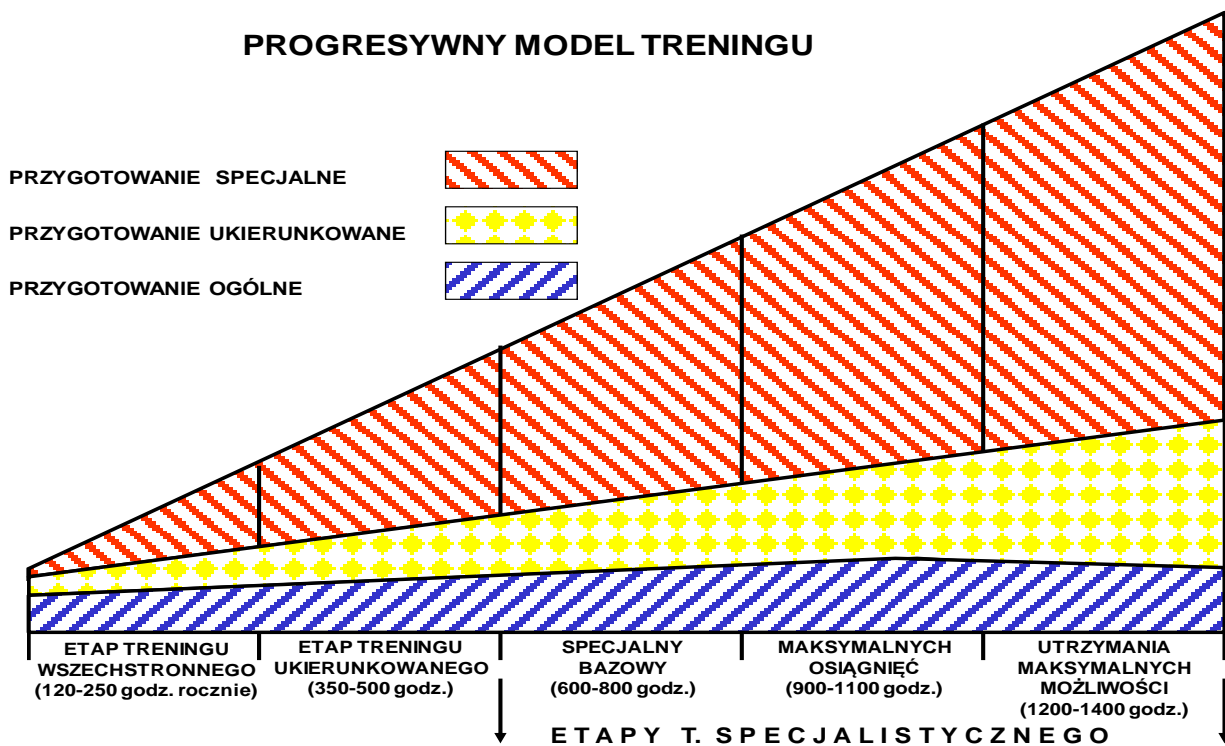 PROGRESYWNY MODEL TRENINGU
PRZYGOTOWANIE SPECJALNE
PRZYGOTOWANIE UKIERUNKOWANE
PRZYGOTOWANIE OGÓLNE
ETAP TRENINGU
WSZECHSTRONNEGO
(120-250 godz. rocznie)
ETAP TRENINGU
UKIERUNKOWANEGO
(350-500 godz.)
SPECJALNY
BAZOWY
(600-800 godz.)
MAKSYMALNYCH
OSIĄGNIĘĆ
(900-1100 godz.)
UTRZYMANIA
MAKSYMALNYCH
MOŻLIWOŚCI
(1200-1400 godz.)
ETAPY T. SPECJALISTYCZNEGO